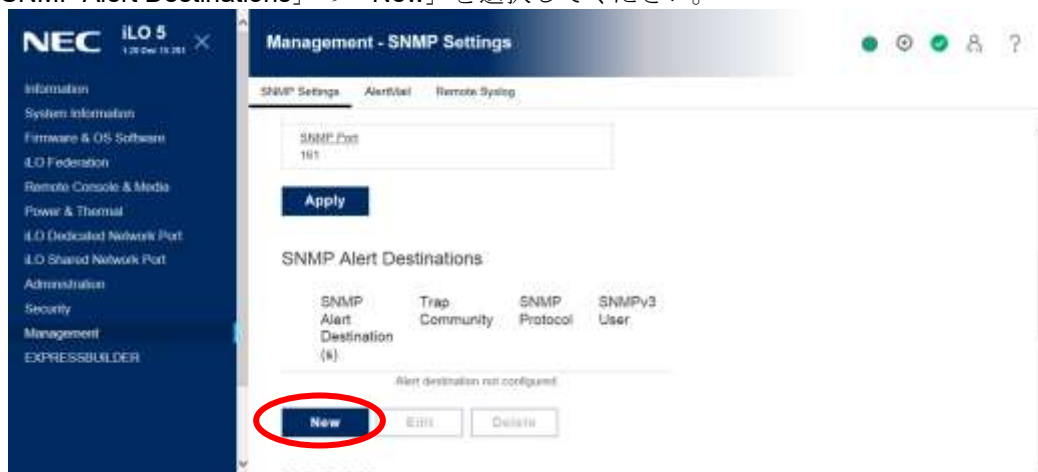 SNMP Alert Destinations」の「New」を選択してください。
NEC iLO 5
Management - SNMP Settings
?
Information
SNMP Settings AlertMail Remote Syslog
System Information
Firmware & OS Software
SNMP Port
iLO Federation
161
Remote Console & Media
Power & Thermal
Apply
iLO Dedicated Network Port
iLO Shared Network Port
SNMP Alert Destinations
Administration
Security
Management
EXPRESSBUILDER
SNMP Trap SNMP SNMPv3
Alert Community Protocol User
Destination
(s)
Alert destination not configured.
New Edit Delete